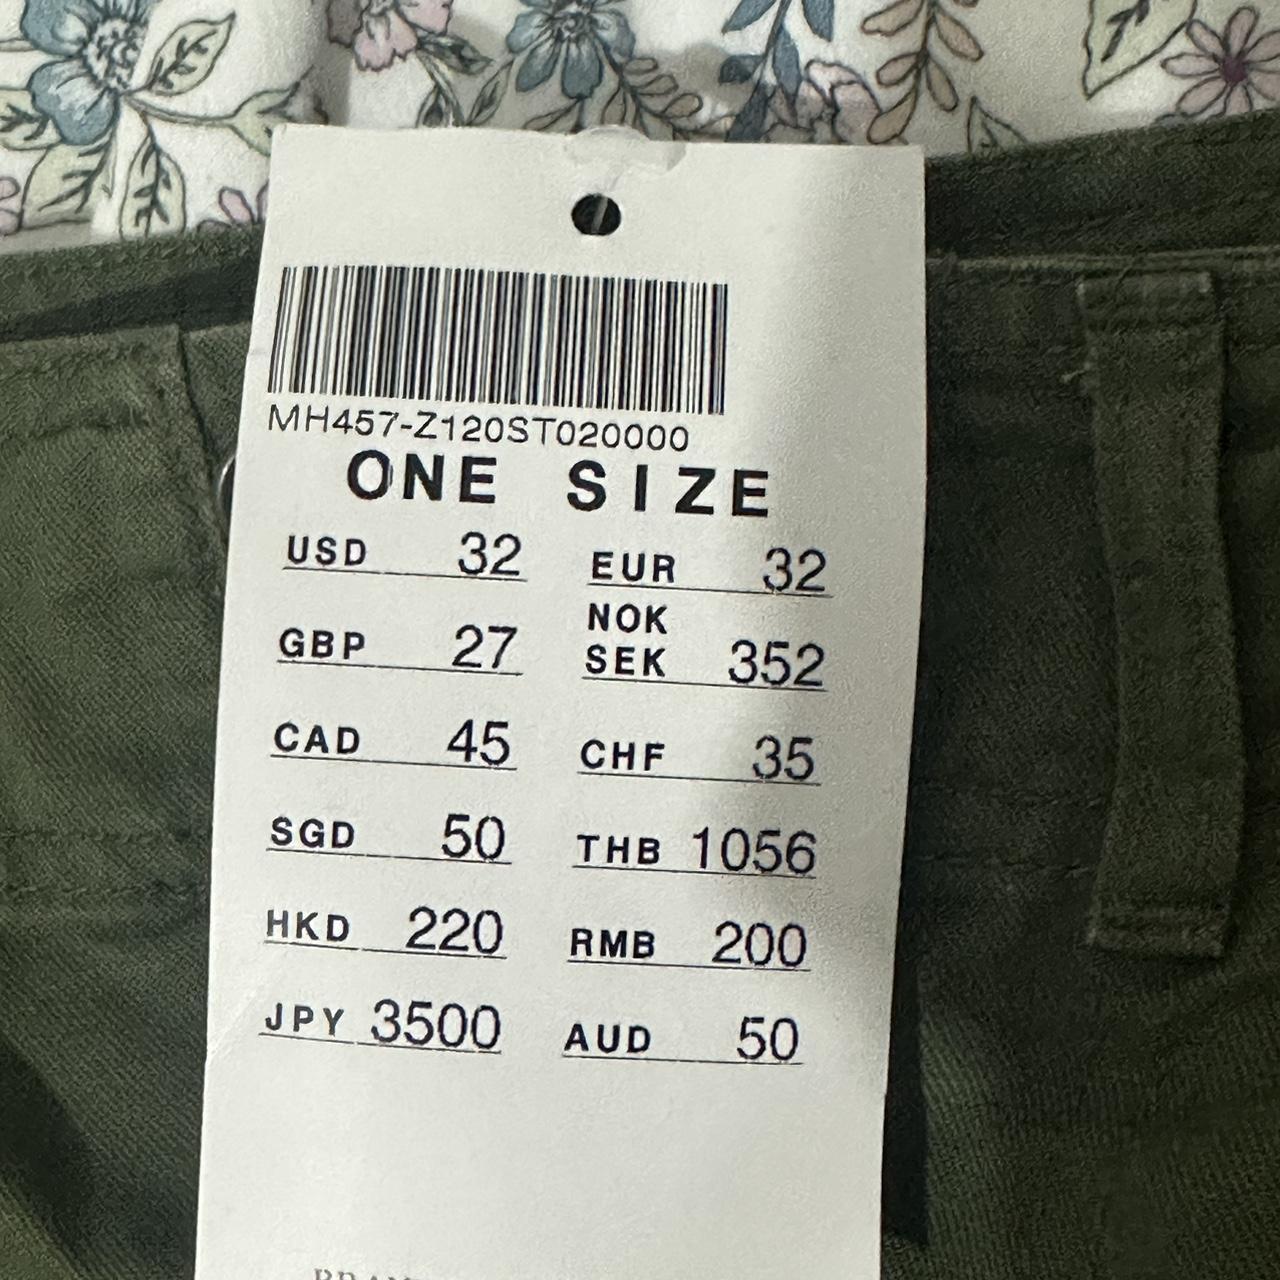 MH457-Z120ST020000
ONE SIZE
USD 32 EUR 32
GBP 27 NOK SEK 352
CAD 45 CHF 35
SGD 50 THB 1056
HKD 220 RMB 200
JPY 3500 AUD 50